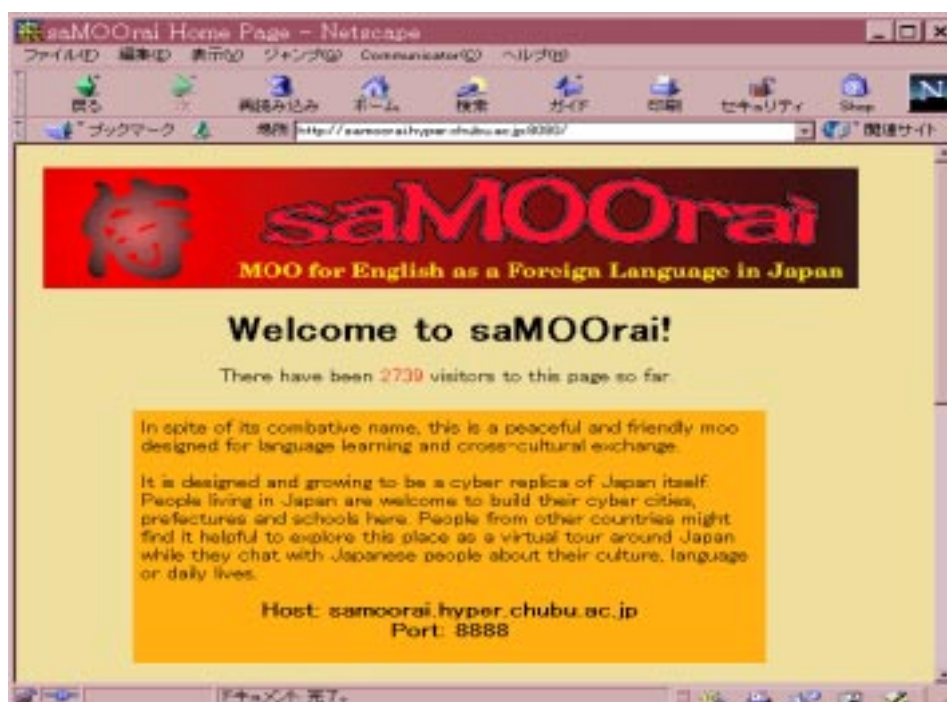 saMOOrai Home Page - Netscape
ファイル(F) 編集(E) 表示(V) ジャンプ(G) Communicator(C) ヘルプ(H)
戻る 次 再読み込み ホーム 検索 ガイド 印刷 セキュリティ Shop N
ブックマーク 場所 http://samoorai.hyper.chubu.ac.jp:8080/ 関連サイト
侍 saMOOrai
MOO for English as a Foreign Language in Japan
Welcome to saMOOrai!
There have been 2739 visitors to this page so far.
In spite of its combative name, this is a peaceful and friendly moo
designed for language learning and cross-cultural exchange.
It is designed and growing to be a cyber replica of Japan itself.
People living in Japan are welcome to build their cyber cities,
prefectures and schools here. People from other countries might
find it helpful to explore this place as a virtual tour around Japan
while they chat with Japanese people about their culture, language
or daily lives.
Host: samoorai.hyper.chubu.ac.jp
Port: 8888
ドキュメント: 完了。